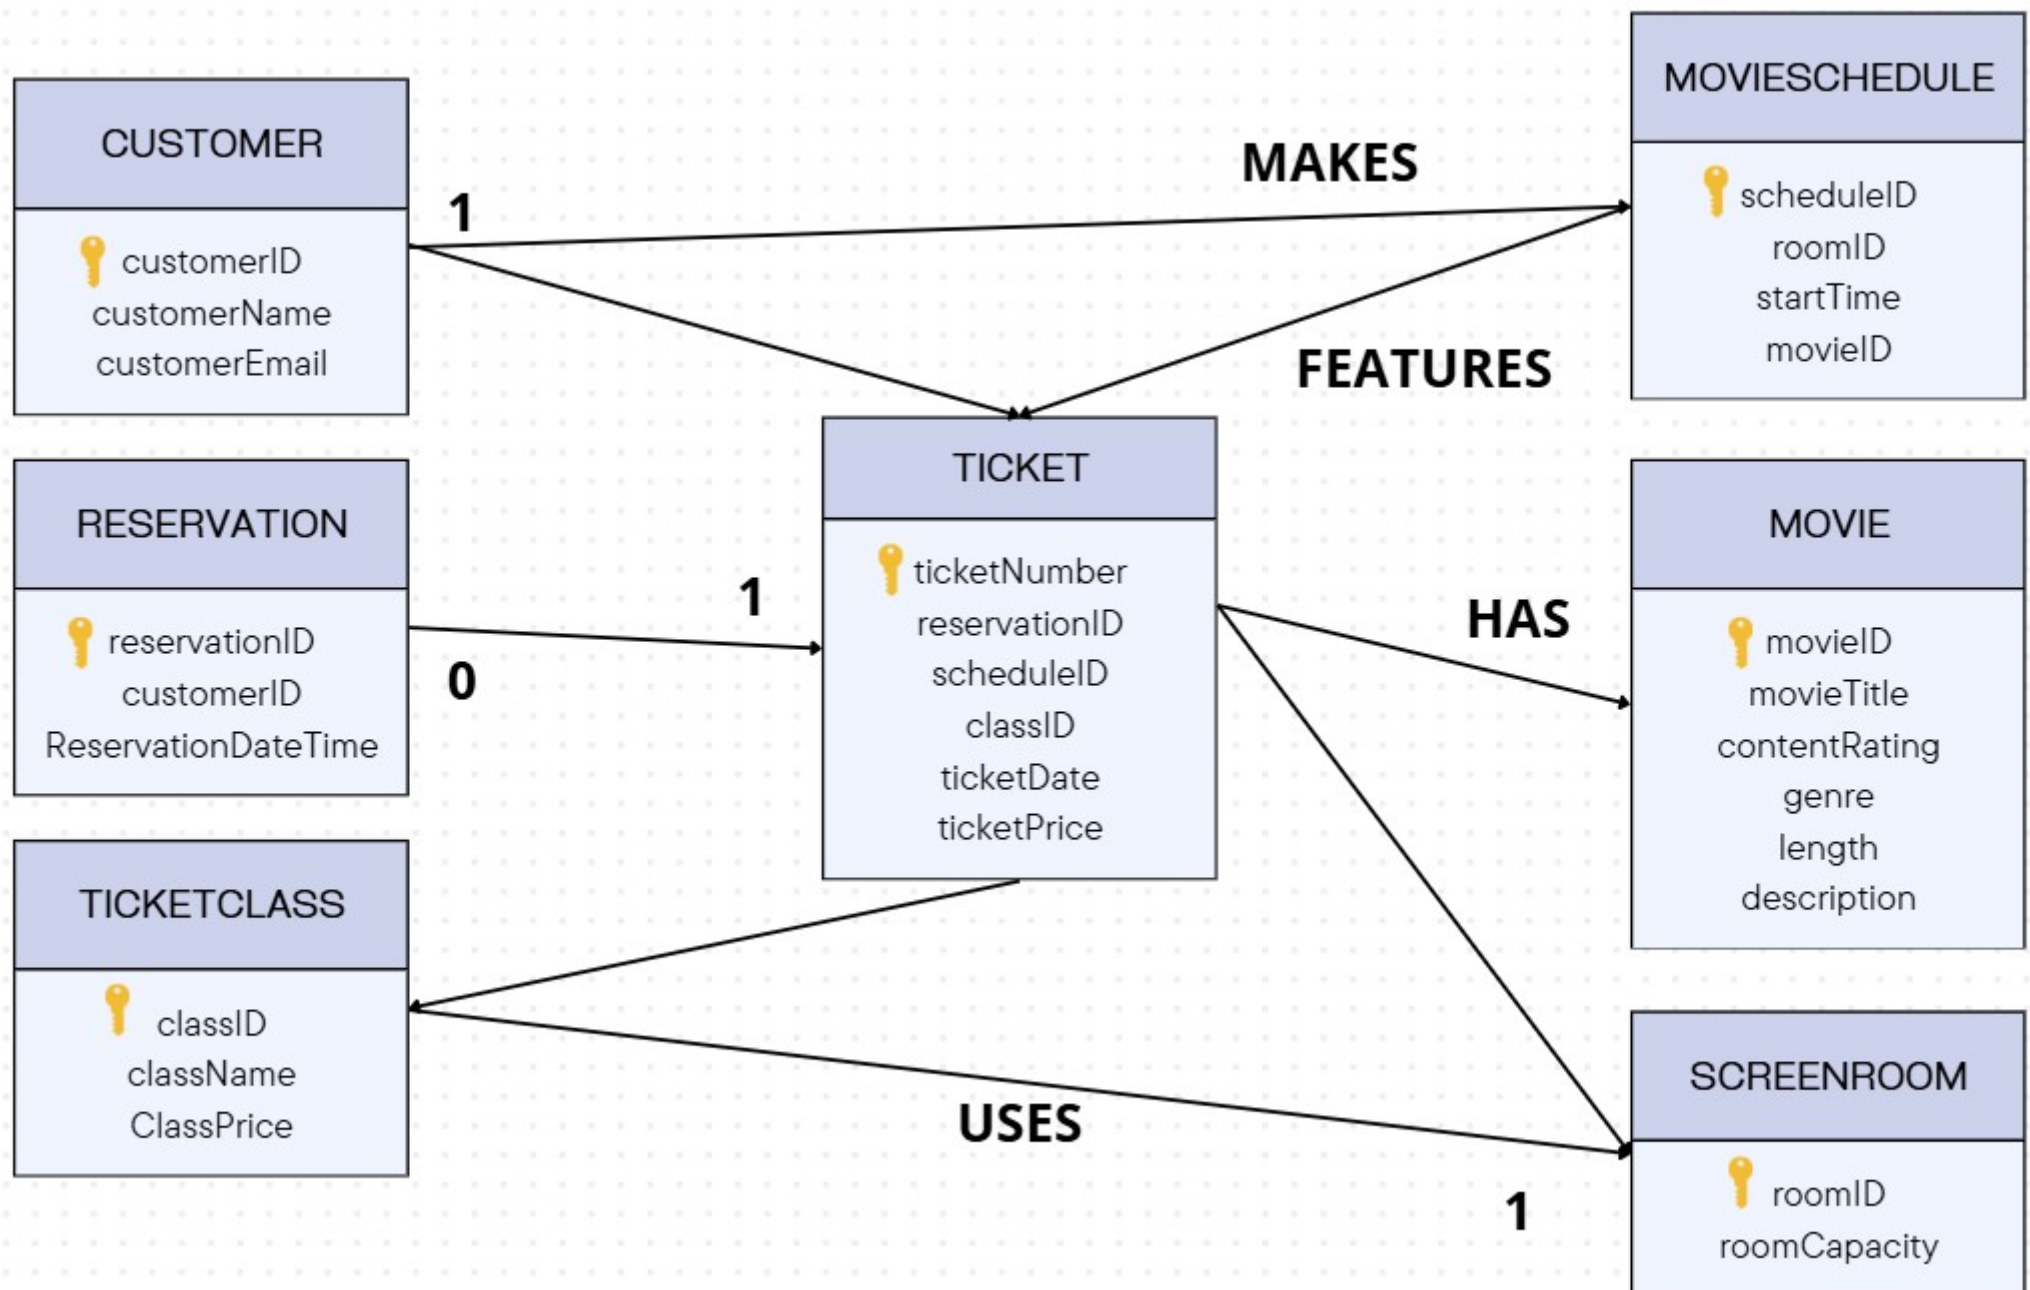 CUSTOMER
customerID
customerName
customerEmail
1
MAKES
FEATURES
MOVIESCHEDULE
scheduleID
roomID
startTime
movieID
RESERVATION
reservationID
customerID
ReservationDateTime
0
1
TICKET
ticketNumber
reservationID
scheduleID
classID
ticketDate
ticketPrice
HAS
MOVIE
movieID
movieTitle
contentRating
genre
length
description
TICKETCLASS
classID
className
ClassPrice
USES
1
SCREENROOM
roomID
roomCapacity